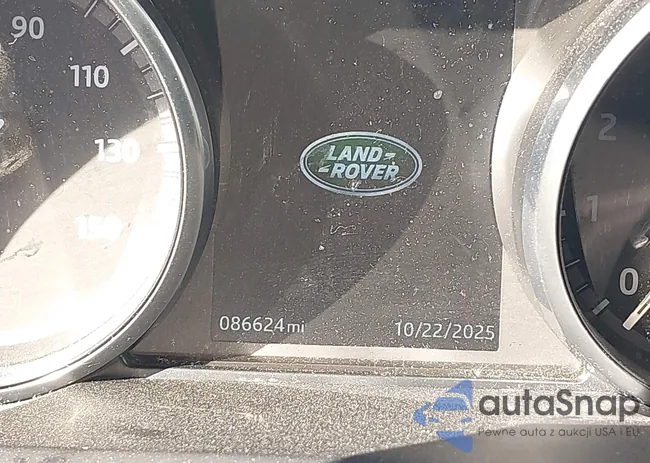 90
110
130
150
LAND-
-ROVER
2
1
0
086624 mi
10/22/2025
autoSnap
Pewne auta z aukcji USA i EU